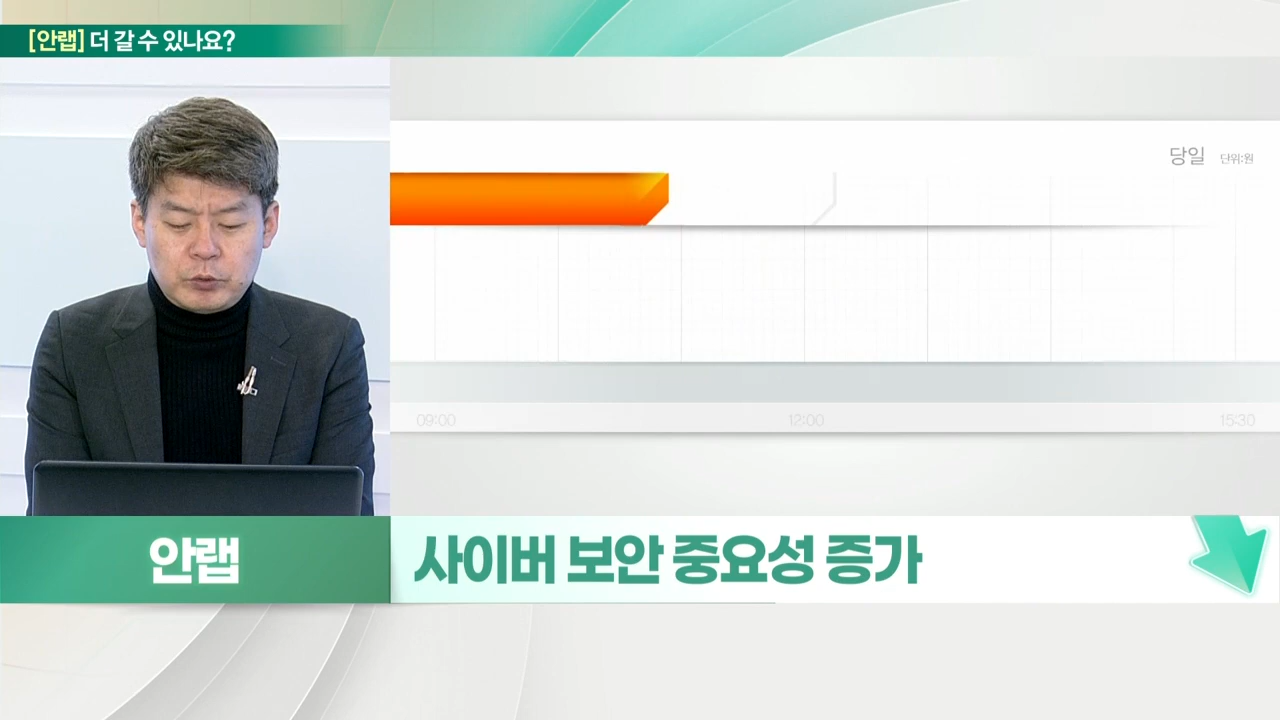 [안랩] 더 갈 수 있나요?
당일 단위:원
09:00 12:00 15:30
안랩 사이버 보안 중요성 증가